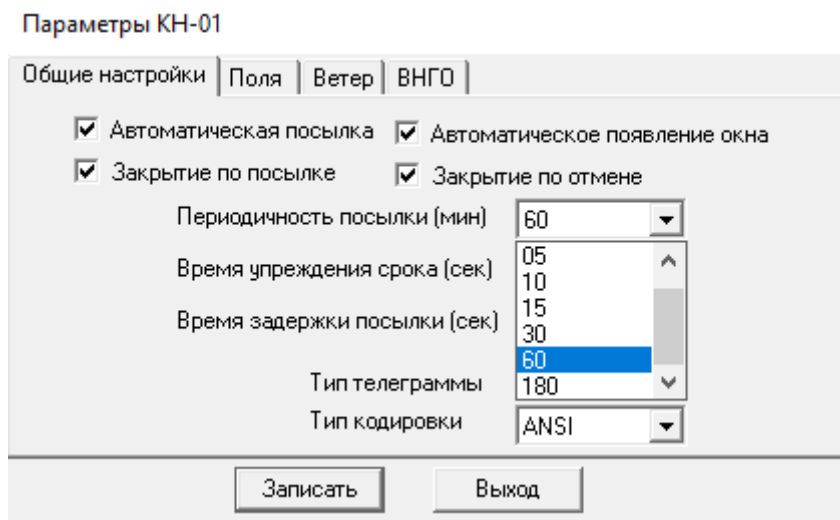 Параметры КН-01
Общие настройки Поля Ветер ВНГО
Автоматическая посылка Автоматическое появление окна
Закрытие по посылке Закрытие по отмене
Периодичность посылки (мин) 60
05
Время упреждения срока (сек)
10
15
Время задержки посылки (сек)
30
60
Тип телеграммы 180
Тип кодировки ANSI
Записать Выход